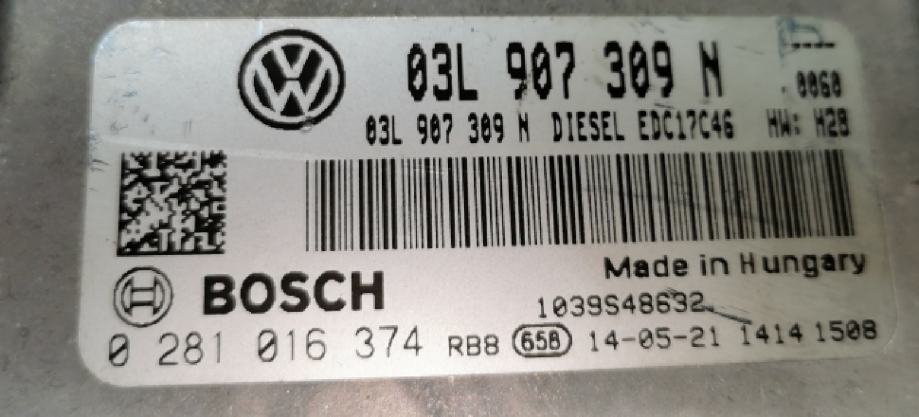 03L 907 309 N
.0060
03L 907 309 N DIESEL EDC17C46 HW: H28
Made in Hungary
BOSCH
1039S48632
0 281 016 374 RB8 658 14-05-21 1414 1508